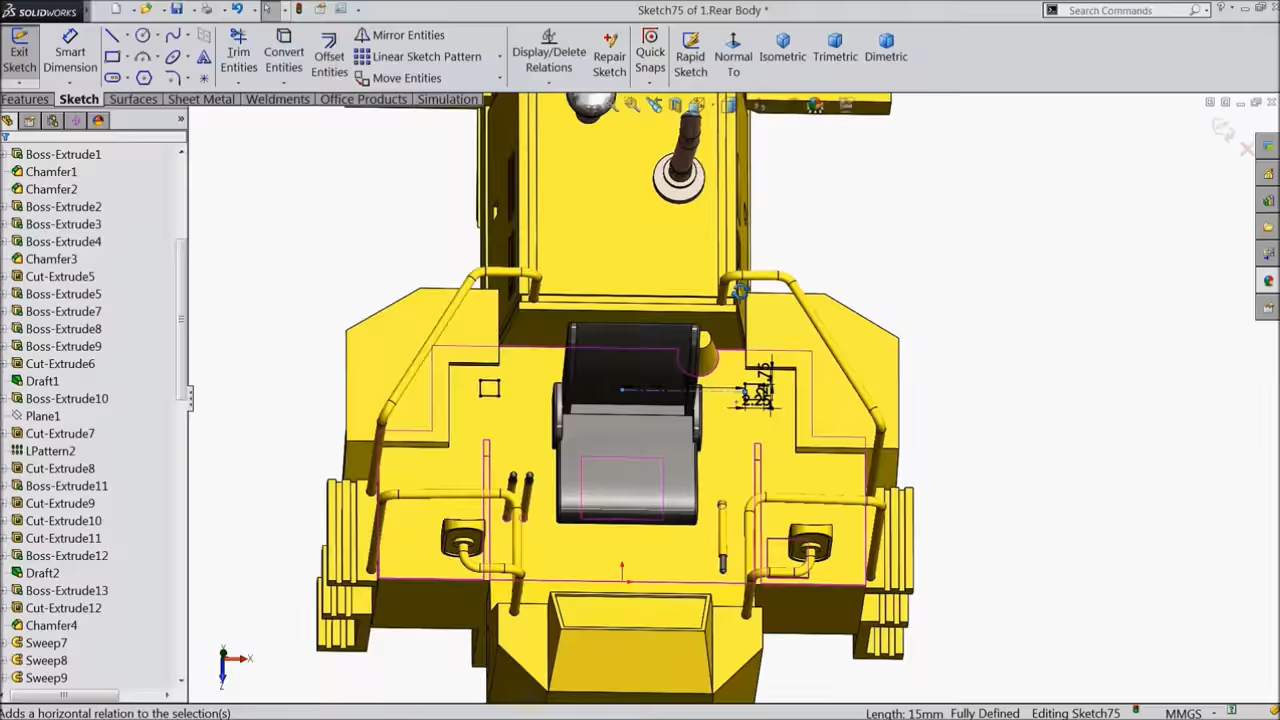 SOLIDWORKS
Sketch75 of 1.Rear Body *
Search Commands
Exit Sketch
Smart Dimension
Trim Entities
Convert Entities
Offset Entities
Mirror Entities
Linear Sketch Pattern
Move Entities
Display/Delete Relations
Repair Sketch
Quick Snaps
Rapid Sketch
Normal To
Isometric
Trimetric
Dimetric
Features
Sketch
Surfaces
Sheet Metal
Weldments
Office Products
Simulation
Boss-Extrude1
Chamfer1
Chamfer2
Boss-Extrude2
Boss-Extrude3
Boss-Extrude4
Chamfer3
Cut-Extrude5
Boss-Extrude5
Boss-Extrude7
Boss-Extrude8
Boss-Extrude9
Cut-Extrude6
Draft1
Boss-Extrude10
Plane1
Cut-Extrude7
LPattern2
Cut-Extrude8
Boss-Extrude11
Cut-Extrude9
Cut-Extrude10
Cut-Extrude11
Boss-Extrude12
Draft2
Boss-Extrude13
Cut-Extrude12
Chamfer4
Sweep7
Sweep8
Sweep9
2.25
X
Z
Adds a horizontal relation to the selection(s)
Length: 15mm
Fully Defined
Editing Sketch75
MMGS